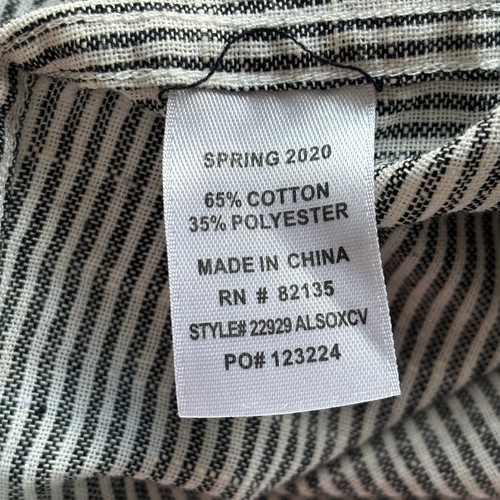 SPRING 2020
65% COTTON
35% POLYESTER
MADE IN CHINA
RN # 82135
STYLE# 22929 ALSOXCV
PO# 123224